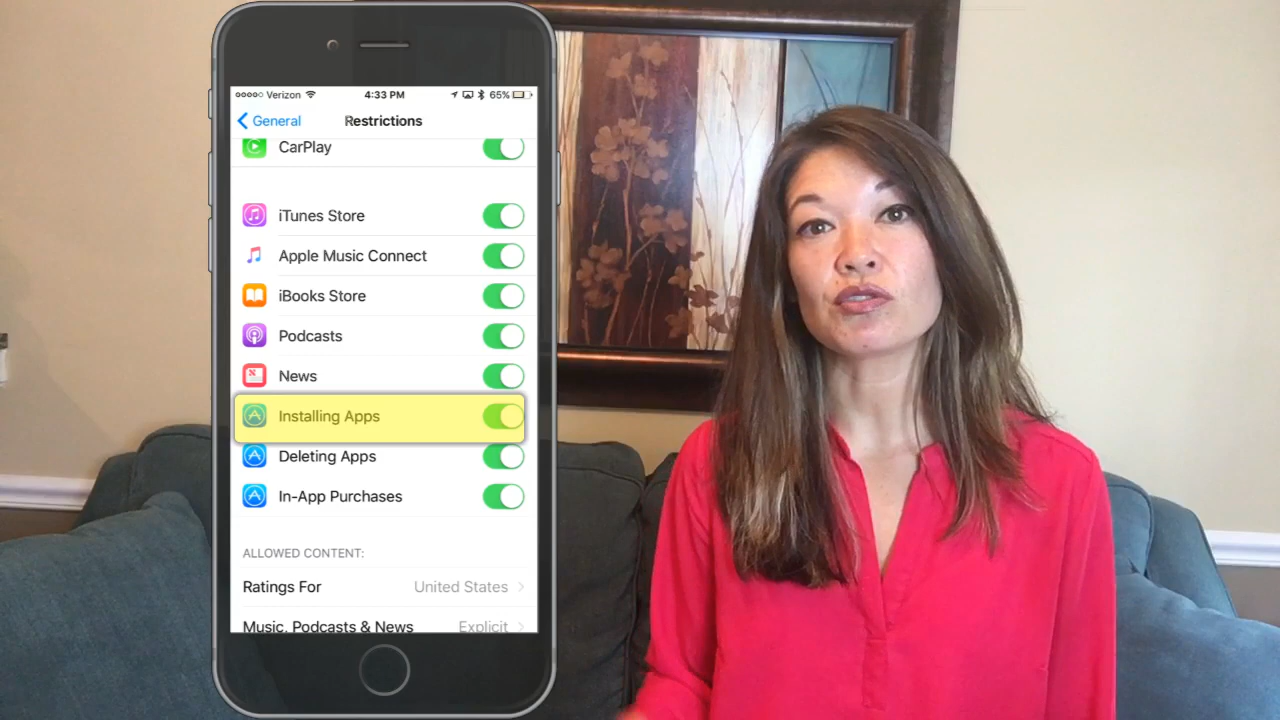 Verizon 4:33 PM 65%
General Restrictions
CarPlay
iTunes Store
Apple Music Connect
iBooks Store
Podcasts
News
Installing Apps
Deleting Apps
In-App Purchases
ALLOWED CONTENT:
Ratings For United States
Music, Podcasts & News Explicit